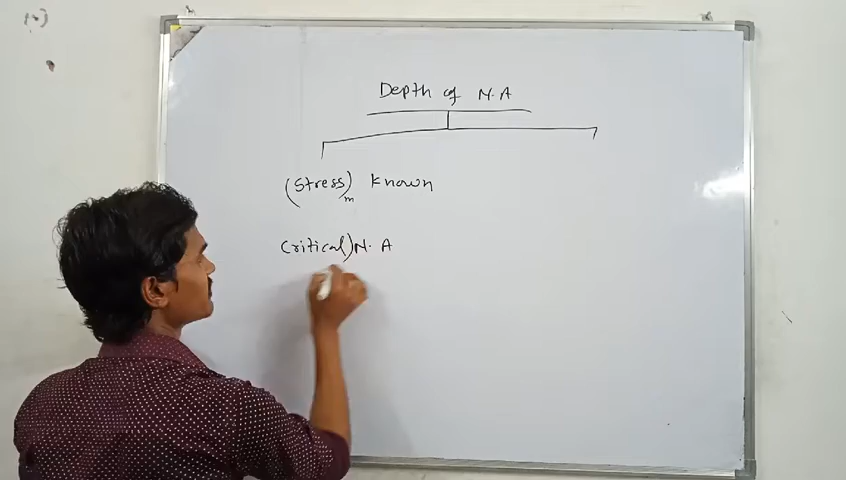 Depth of N.A
(Stress)m Known
Critical) N.A